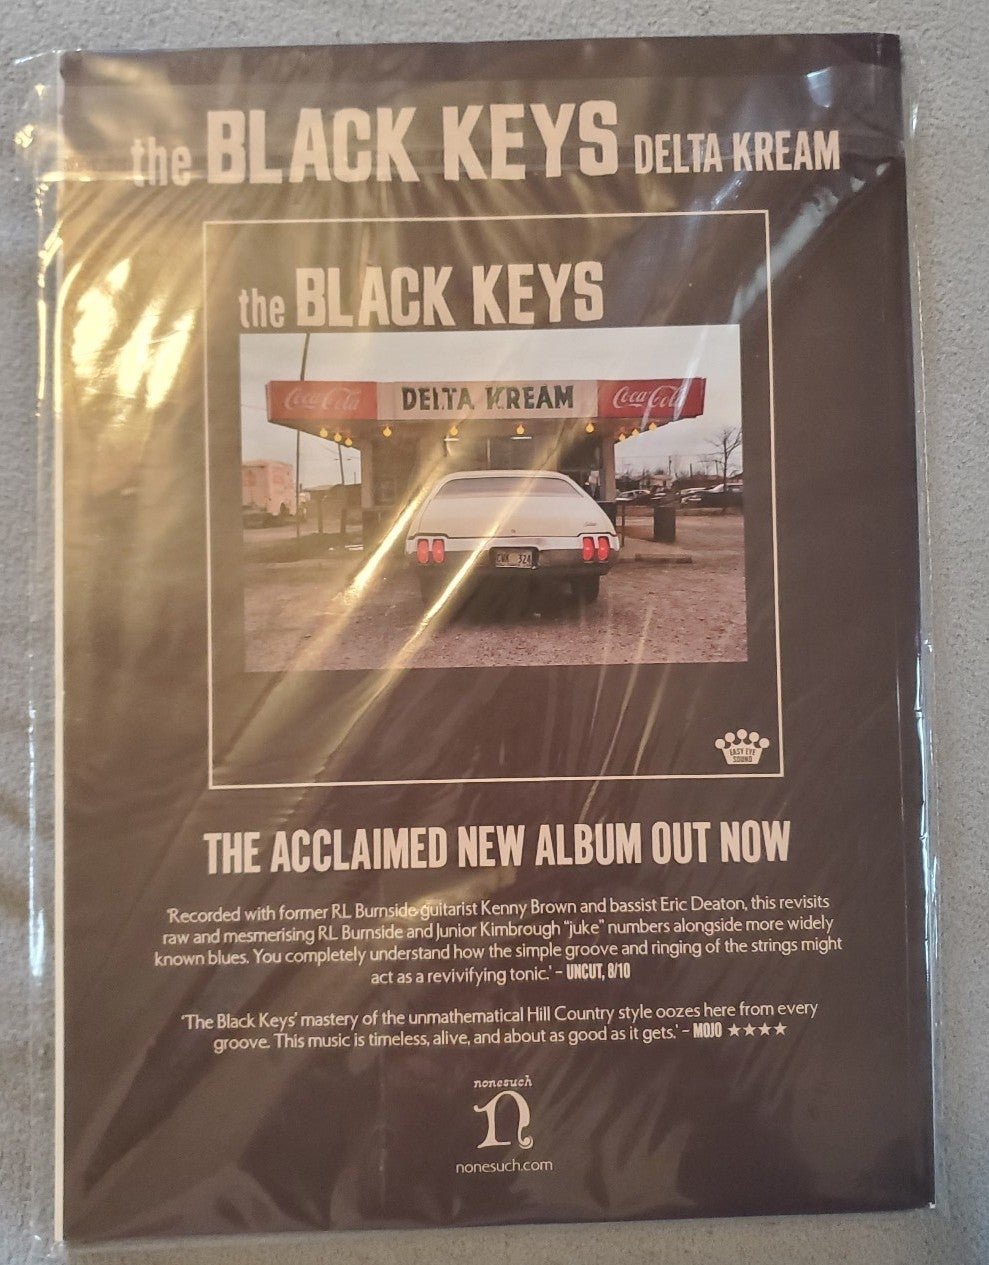 the BLACK KEYS DELTA KREAM
the BLACK KEYS
Coca-Cola DELTA KREAM Coca-Cola
EASY EYE
SOUND
THE ACCLAIMED NEW ALBUM OUT NOW
'Recorded with former RL Burnside guitarist Kenny Brown and bassist Eric Deaton, this revisits
raw and mesmerising RL Burnside and Junior Kimbrough "juke" numbers alongside more widely
known blues. You completely understand how the simple groove and ringing of the strings might
act as a revivifying tonic.' – UNCUT, 8/10
'The Black Keys' mastery of the unmathematical Hill Country style oozes here from every
groove. This music is timeless, alive, and about as good as it gets.' – MOJO ★★★★
nonesuch
n
nonesuch.com